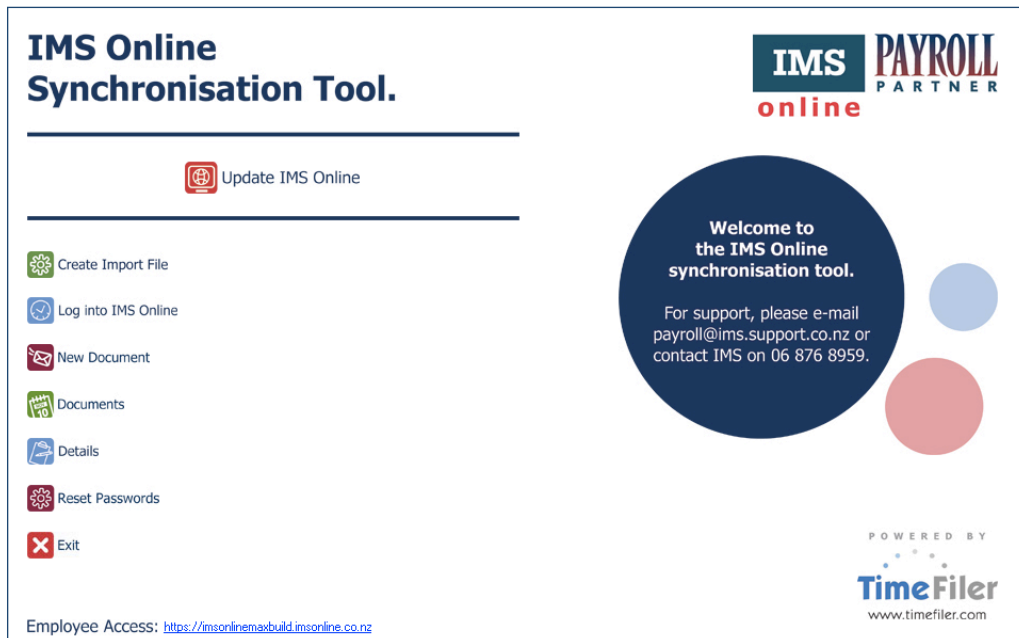 IMS Online
Synchronisation Tool.
IMS
online
PAYROLL
PARTNER
Update IMS Online
Create Import File
Log into IMS Online
New Document
Documents
Details
Reset Passwords
Exit
Welcome to
the IMS Online
synchronisation tool.
For support, please e-mail
payroll@ims.support.co.nz or
contact IMS on 06 876 8959.
POWERED BY
TimeFiler
www.timefiler.com
Employee Access: https://imsonlinemaxbuild.imsonline.co.nz